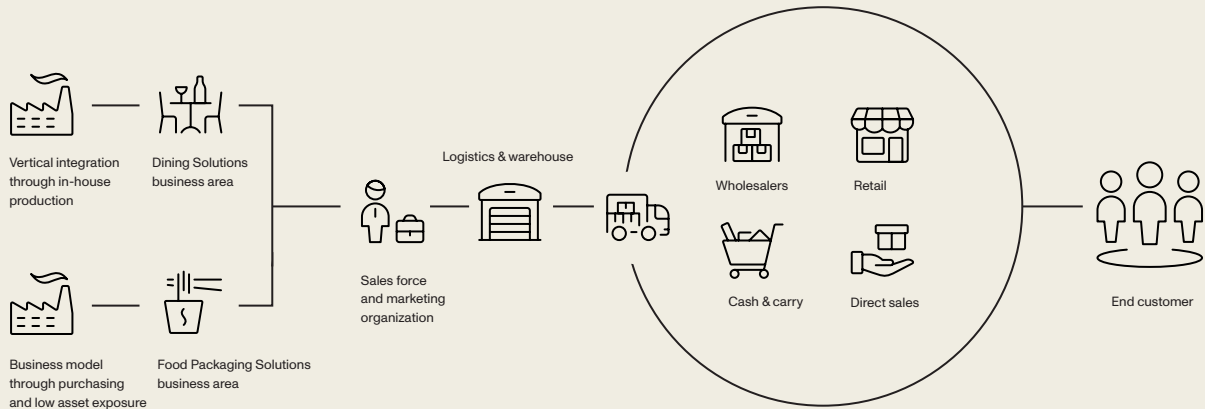 Vertical integration
through in-house
production
Dining Solutions
business area
Business model
through purchasing
and low asset exposure
Food Packaging Solutions
business area
Sales force
and marketing
organization
Logistics & warehouse
Wholesalers
Retail
Cash & carry
Direct sales
End customer